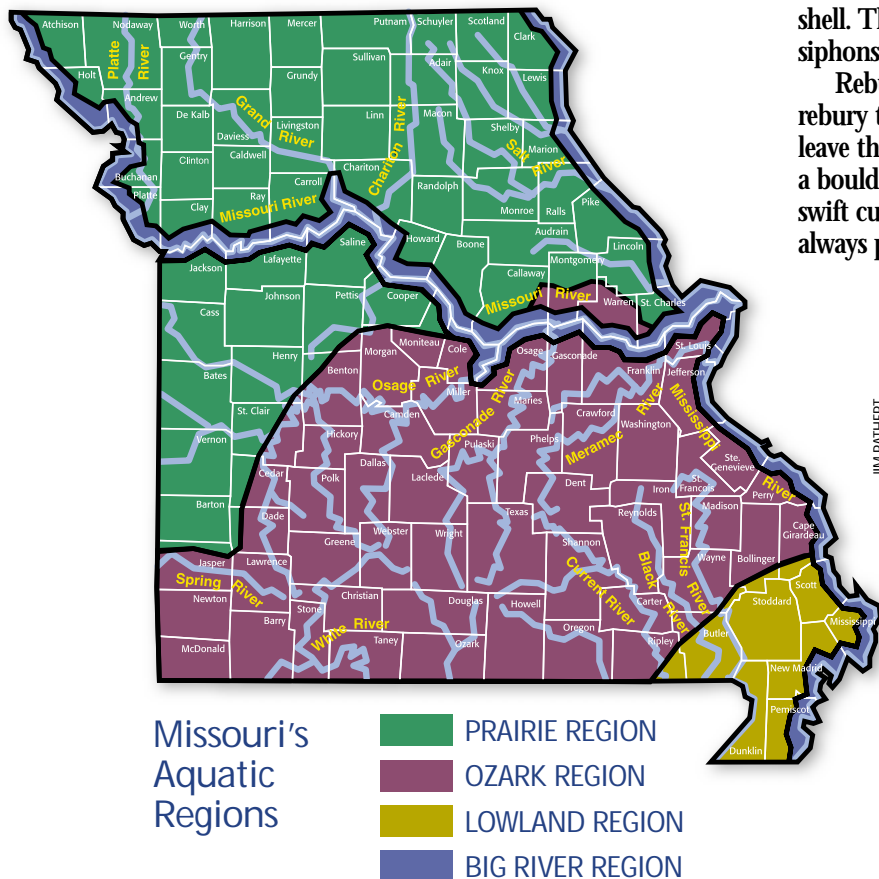 Atchison
Nodaway
Worth
Harrison
Mercer
Putnam
Schuyler
Scotland
Clark
Holt
Platte
River
Gentry
Sullivan
Adair
Knox
Lewis
Andrew
Grundy
De Kalb
Daviess
Grand
River
Livingston
Linn
Macon
Shelby
Marion
Clinton
Caldwell
Chariton
Chariton River
Randolph
Salt
River
Buchanan
Platte
Clay
Ray
Carroll
Missouri River
Saline
Howard
Boone
Monroe
Ralls
Pike
Audrain
Lincoln
Montgomery
Callaway
Missouri River
Warren
St. Charles
Jackson
Lafayette
Johnson
Pettis
Cooper
Cass
Henry
Benton
Morgan
Moniteau
Cole
Osage
Gasconade
Franklin
St. Louis
Jefferson
Bates
St. Clair
Osage River
Miller
Camden
Maries
Gasconade River
Crawford
Washington
Meramec
River
Mississippi
River
Vernon
Hickory
Cedar
Polk
Dallas
Laclede
Pulaski
Phelps
Dent
Iron
St.
Francois
Ste.
Genevieve
Perry
Barton
Dade
Greene
Webster
Wright
Texas
Shannon
Reynolds
Madison
Cape
Girardeau
St. Francis
River
Wayne
Bollinger
Jasper
Lawrence
Spring River
Newton
Christian
Stone
Barry
McDonald
White River
Taney
Douglas
Ozark
Howell
Oregon
Current River
Carter
Black River
Ripley
Butler
Stoddard
Scott
Mississippi
New Madrid
Pemiscot
Dunklin
shell. Th
siphons
Rebu
rebury t
leave th
a bould
swift cu
always p
JIM RATHERT
Missouri's
Aquatic
Regions
PRAIRIE REGION
OZARK REGION
LOWLAND REGION
BIG RIVER REGION